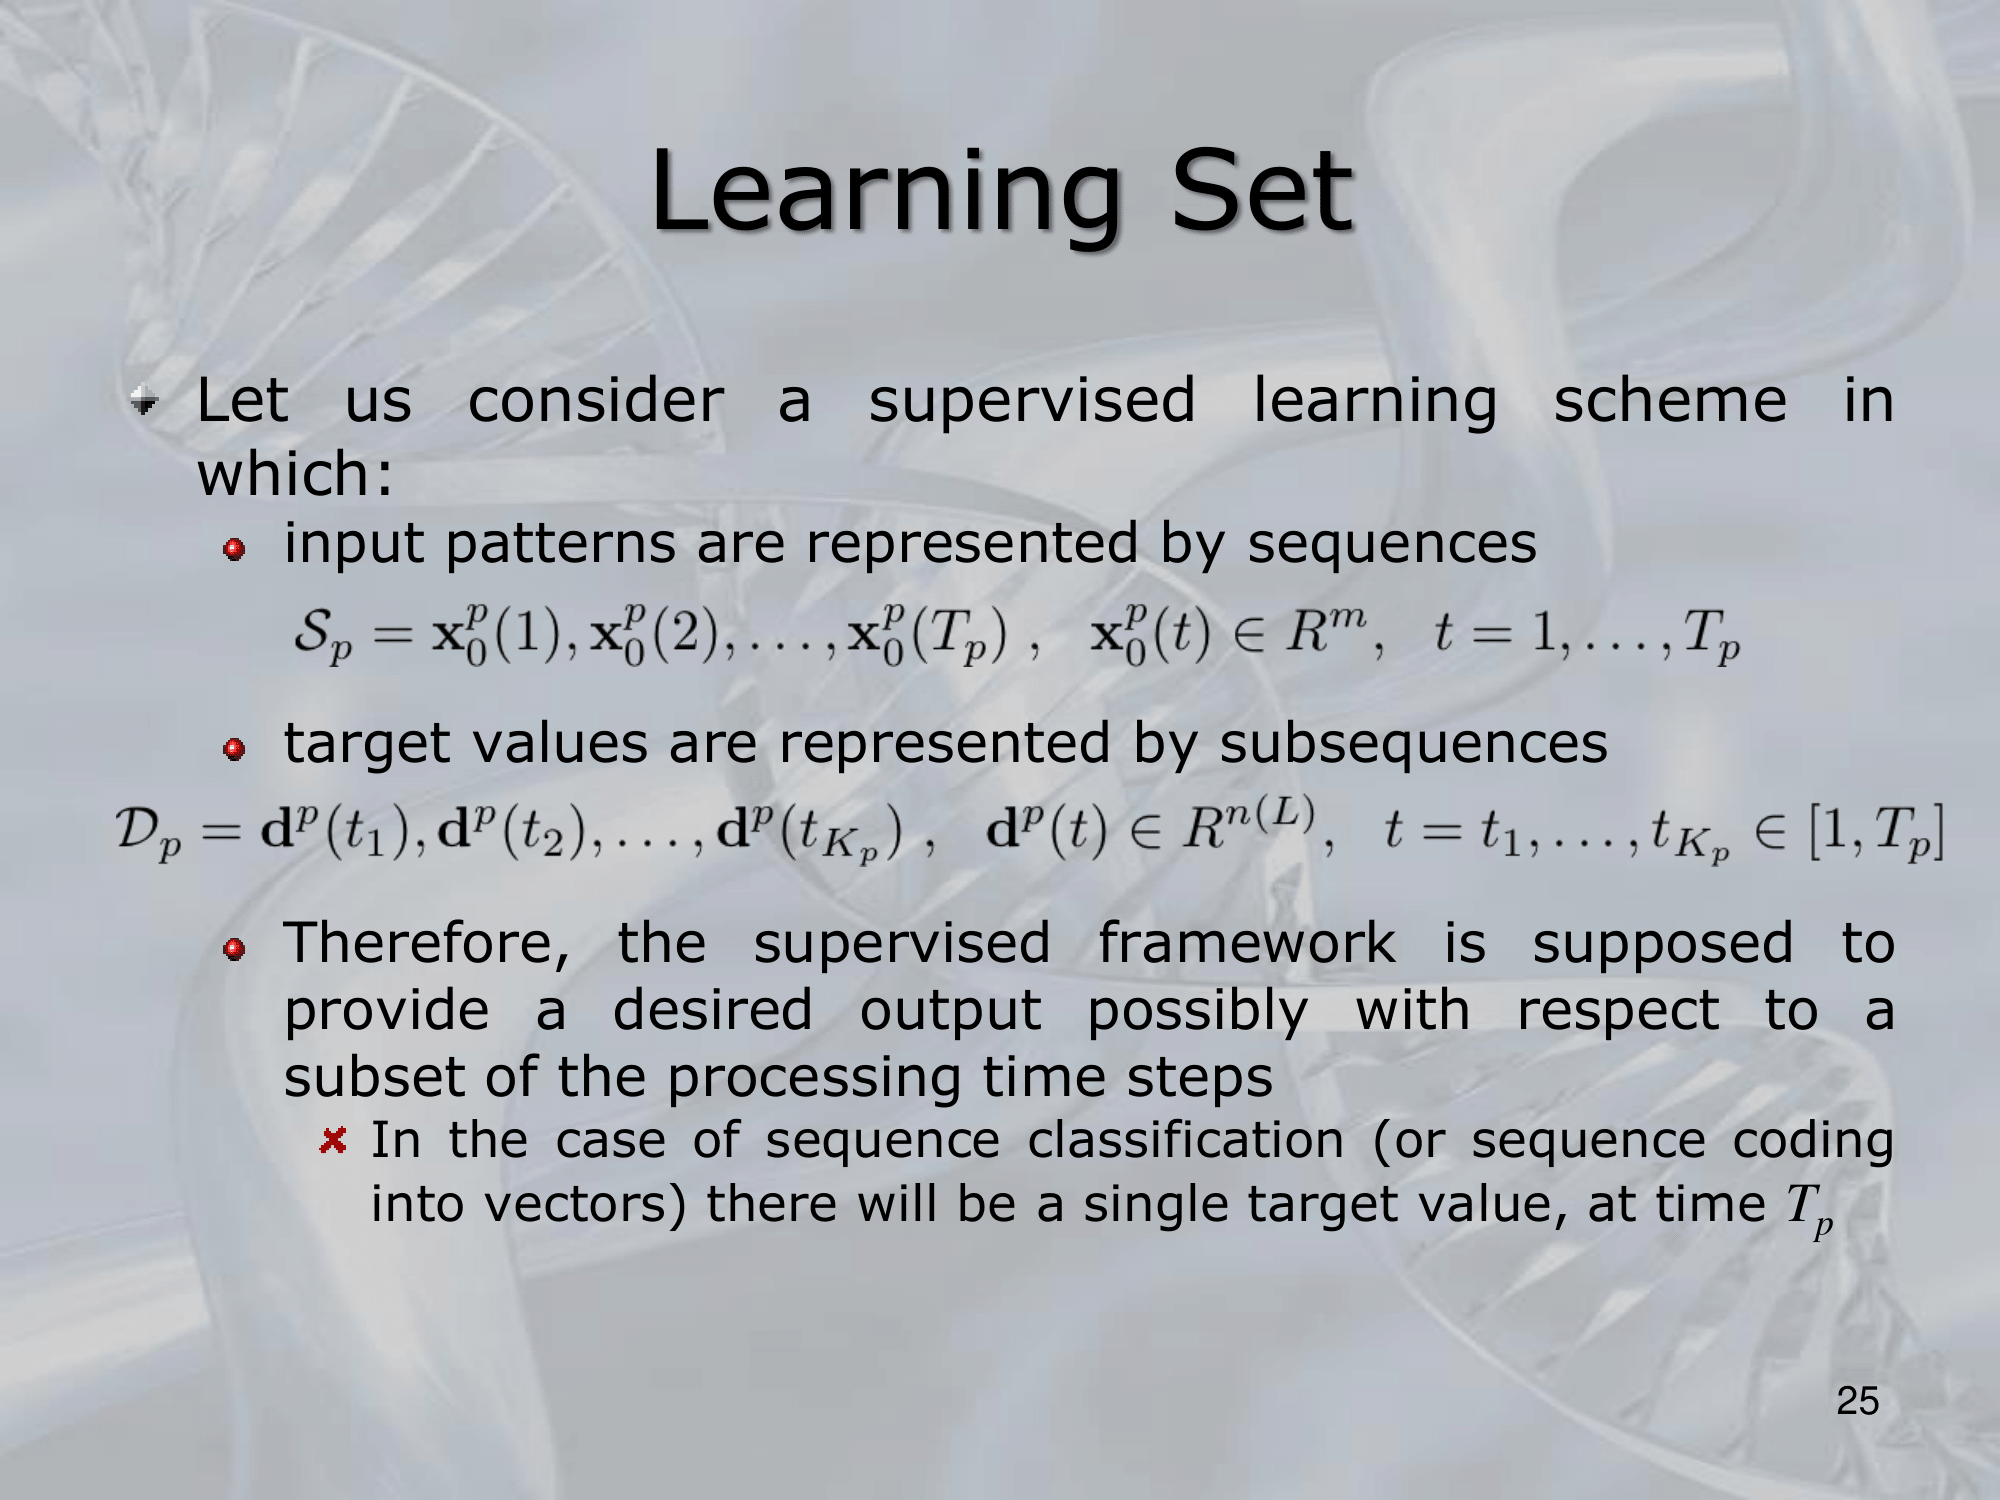 Learning Set
Let us consider a supervised learning scheme in
which:
input patterns are represented by sequences
$\mathcal{S}_p = \mathbf{x}_0^p(1), \mathbf{x}_0^p(2), \ldots, \mathbf{x}_0^p(T_p)\ ,\quad \mathbf{x}_0^p(t) \in R^m,\quad t = 1, \ldots, T_p$
target values are represented by subsequences
$\mathcal{D}_p = \mathbf{d}^p(t_1), \mathbf{d}^p(t_2), \ldots, \mathbf{d}^p(t_{K_p})\ ,\quad \mathbf{d}^p(t) \in R^{n(L)},\quad t = t_1, \ldots, t_{K_p} \in [1, T_p]$
Therefore, the supervised framework is supposed to
provide a desired output possibly with respect to a
subset of the processing time steps
In the case of sequence classification (or sequence coding
into vectors) there will be a single target value, at time $T_p$
25